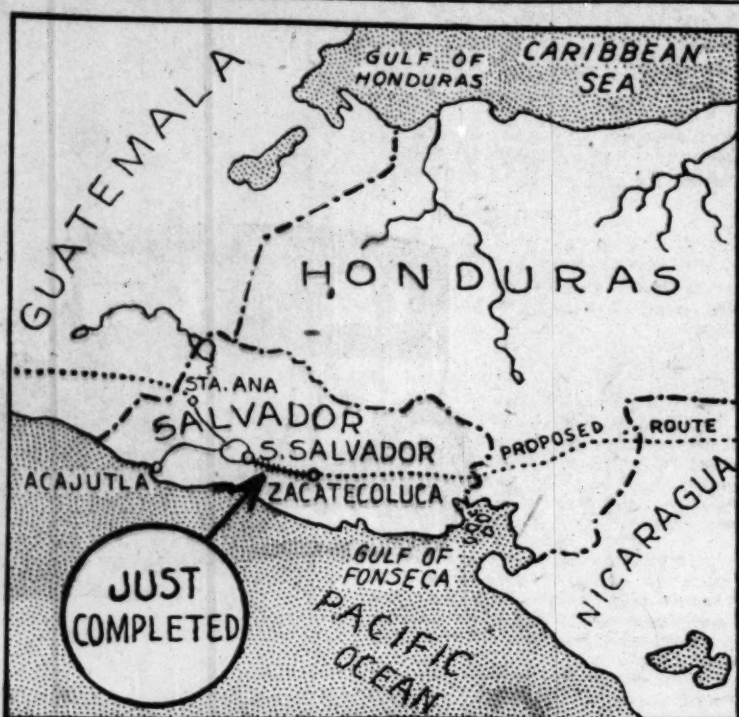 GULF OF
HONDURAS
CARIBBEAN
SEA
GUATEMALA
HONDURAS
STA. ANA
SALVADOR
S. SALVADOR
PROPOSED ROUTE
ACAJUTLA
ZACATECOLUCA
JUST
COMPLETED
GULF OF
FONSECA
NICARAGUA
PACIFIC
OCEAN